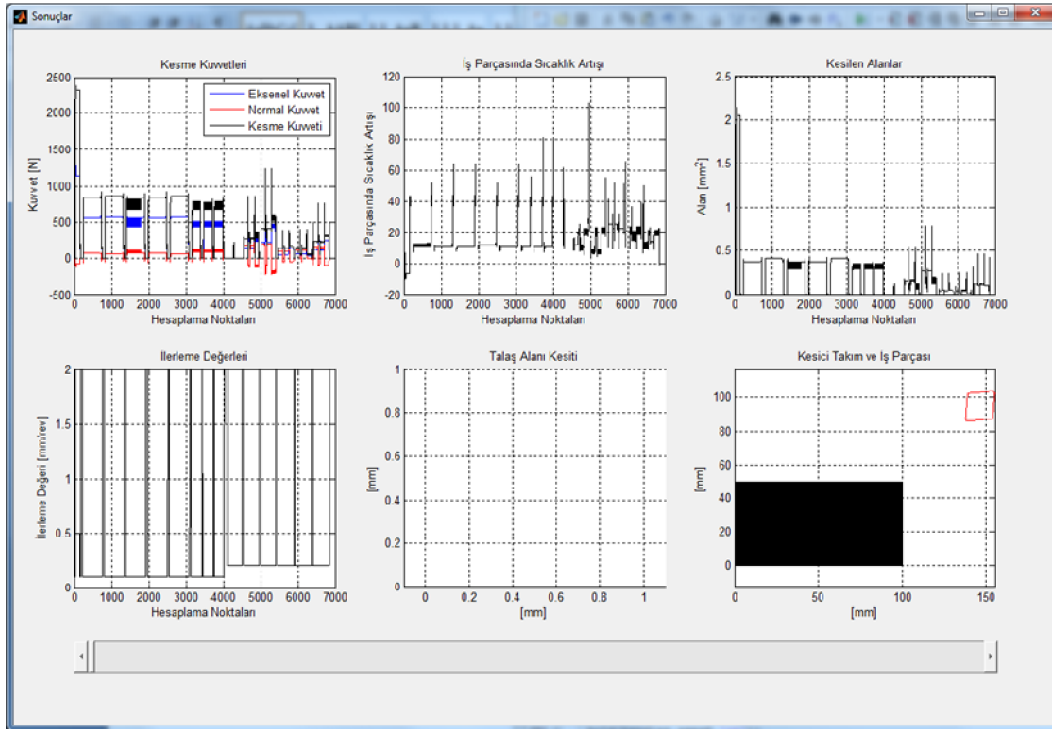 Sonuçlar
Kesme Kuvvetleri
2500
2000
1500
1000
500
0
-500
Kuvvet [N]
Eksenel Kuvvet
Normal Kuvvet
Kesme Kuvveti
0 1000 2000 3000 4000 5000 6000 7000
Hesaplama Noktaları
İş Parçasında Sıcaklık Artışı
120
100
80
60
40
20
0
-20
İş Parçasında Sıcaklık Artışı
0 1000 2000 3000 4000 5000 6000 7000
Hesaplama Noktaları
Kesilen Alanlar
2.5
2
1.5
1
0.5
0
Alan [mm²]
0 1000 2000 3000 4000 5000 6000 7000
Hesaplama Noktaları
İlerleme Değerleri
2
1.5
1
0.5
0
İlerleme Değeri [mm/rev]
0 1000 2000 3000 4000 5000 6000 7000
Hesaplama Noktaları
Talaş Alanı Kesiti
1
0.8
0.6
0.4
0.2
0
[mm]
0 0.2 0.4 0.6 0.8 1
[mm]
Kesici Takım ve İş Parçası
100
80
60
40
20
0
[mm]
0 50 100 150
[mm]